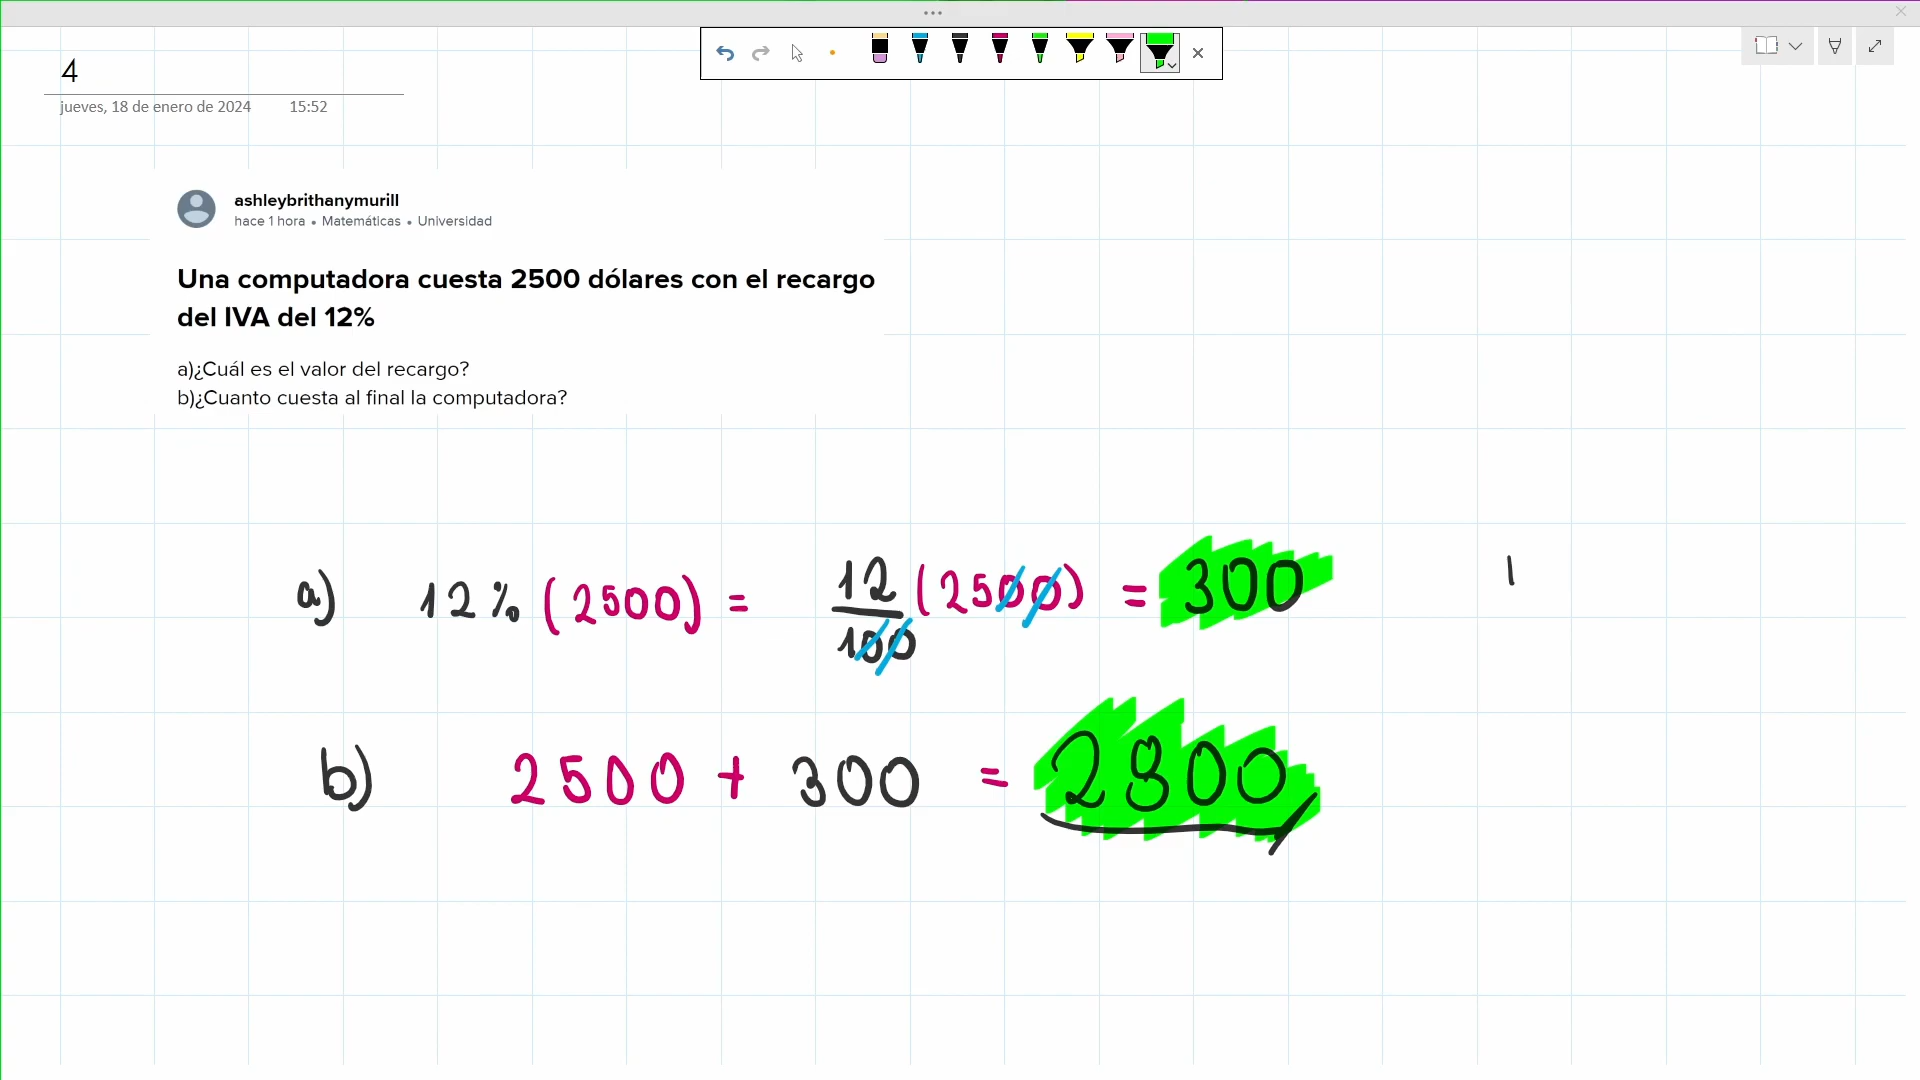 4
jueves, 18 de enero de 2024 15:52
ashleybrithanymurill
hace 1 hora • Matemáticas • Universidad
Una computadora cuesta 2500 dólares con el recargo
del IVA del 12%
a)¿Cuál es el valor del recargo?
b)¿Cuanto cuesta al final la computadora?
a) 12% (2500) = 12/100 (2500) = 300
b) 2500 + 300 = 2800